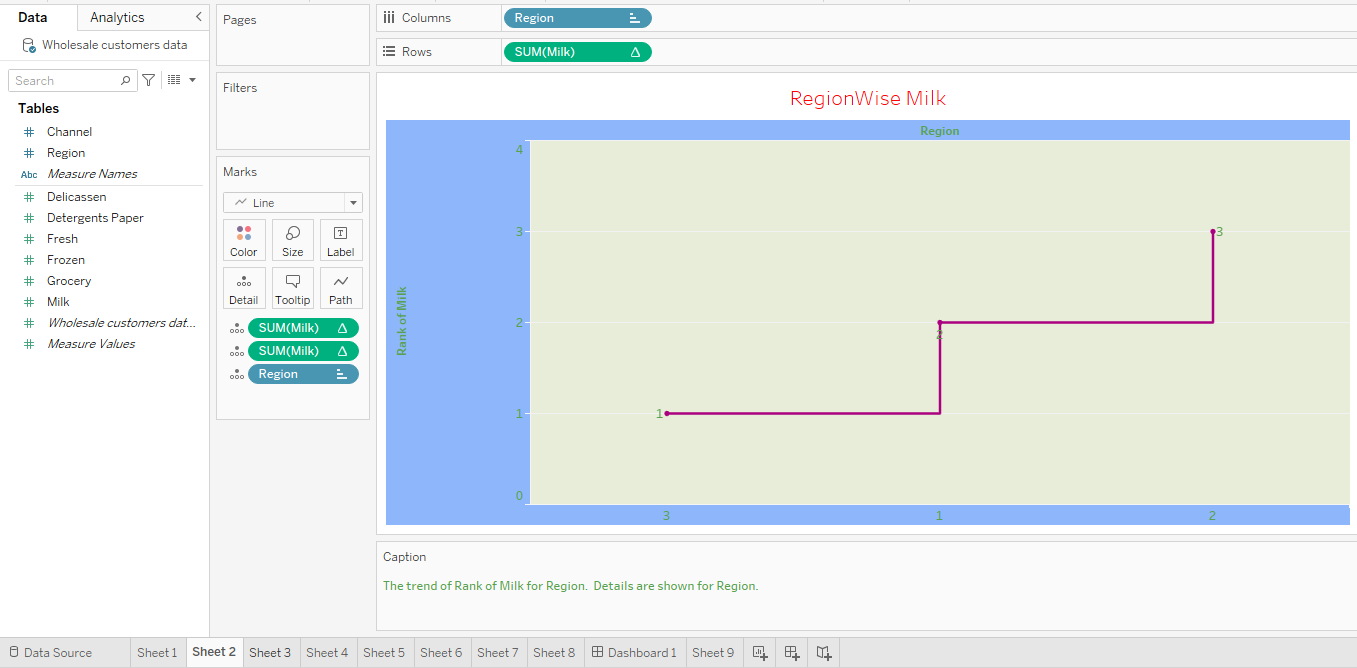 Data
Analytics
Wholesale customers data
Search
Tables
Channel
Region
Abc Measure Names
Delicassen
Detergents Paper
Fresh
Frozen
Grocery
Milk
Wholesale customers dat...
Measure Values
Pages
Filters
Marks
Line
Color Size Label
Detail Tooltip Path
SUM(Milk)
SUM(Milk)
Region
Columns Region
Rows SUM(Milk)
RegionWise Milk
Region
Rank of Milk
4
3
2
1
0
1
2
3
3 1 2
Caption
The trend of Rank of Milk for Region. Details are shown for Region.
Data Source Sheet 1 Sheet 2 Sheet 3 Sheet 4 Sheet 5 Sheet 6 Sheet 7 Sheet 8 Dashboard 1 Sheet 9